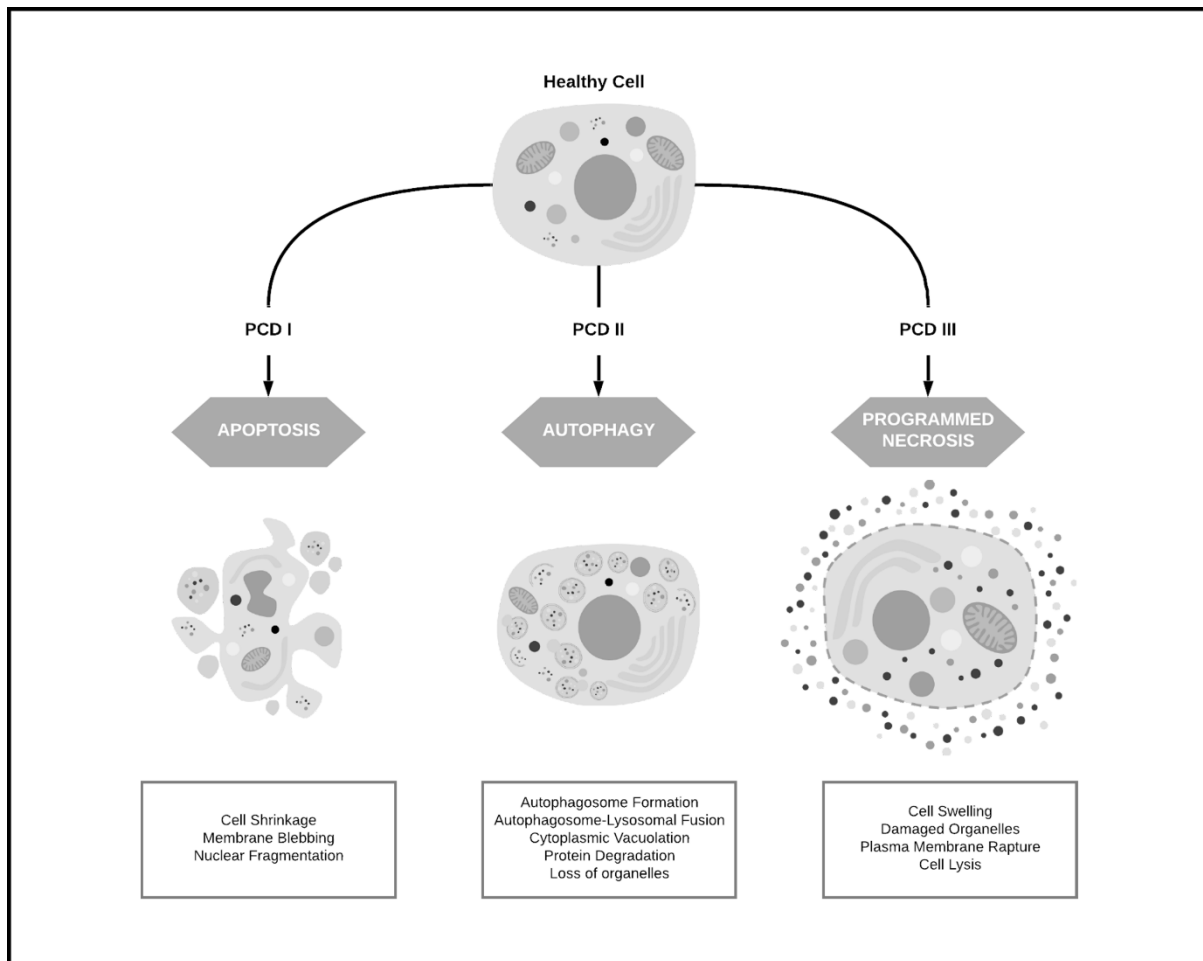 Healthy Cell
PCD I
PCD II
PCD III
APOPTOSIS
AUTOPHAGY
PROGRAMMED
NECROSIS
Cell Shrinkage
Membrane Blebbing
Nuclear Fragmentation
Autophagosome Formation
Autophagosome-Lysosomal Fusion
Cytoplasmic Vacuolation
Protein Degradation
Loss of organelles
Cell Swelling
Damaged Organelles
Plasma Membrane Rapture
Cell Lysis